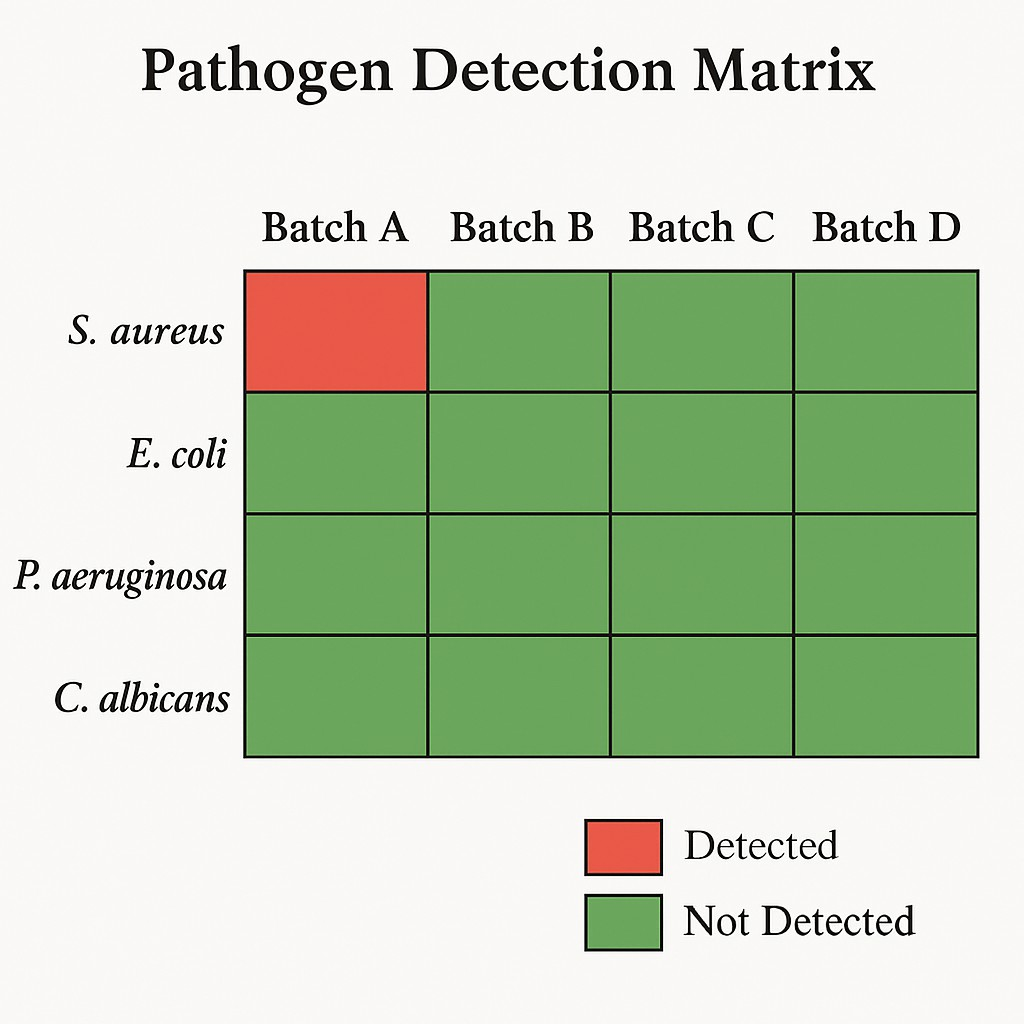 Pathogen Detection Matrix
Batch A Batch B Batch C Batch D
S. aureus
E. coli
P. aeruginosa
C. albicans
Detected
Not Detected